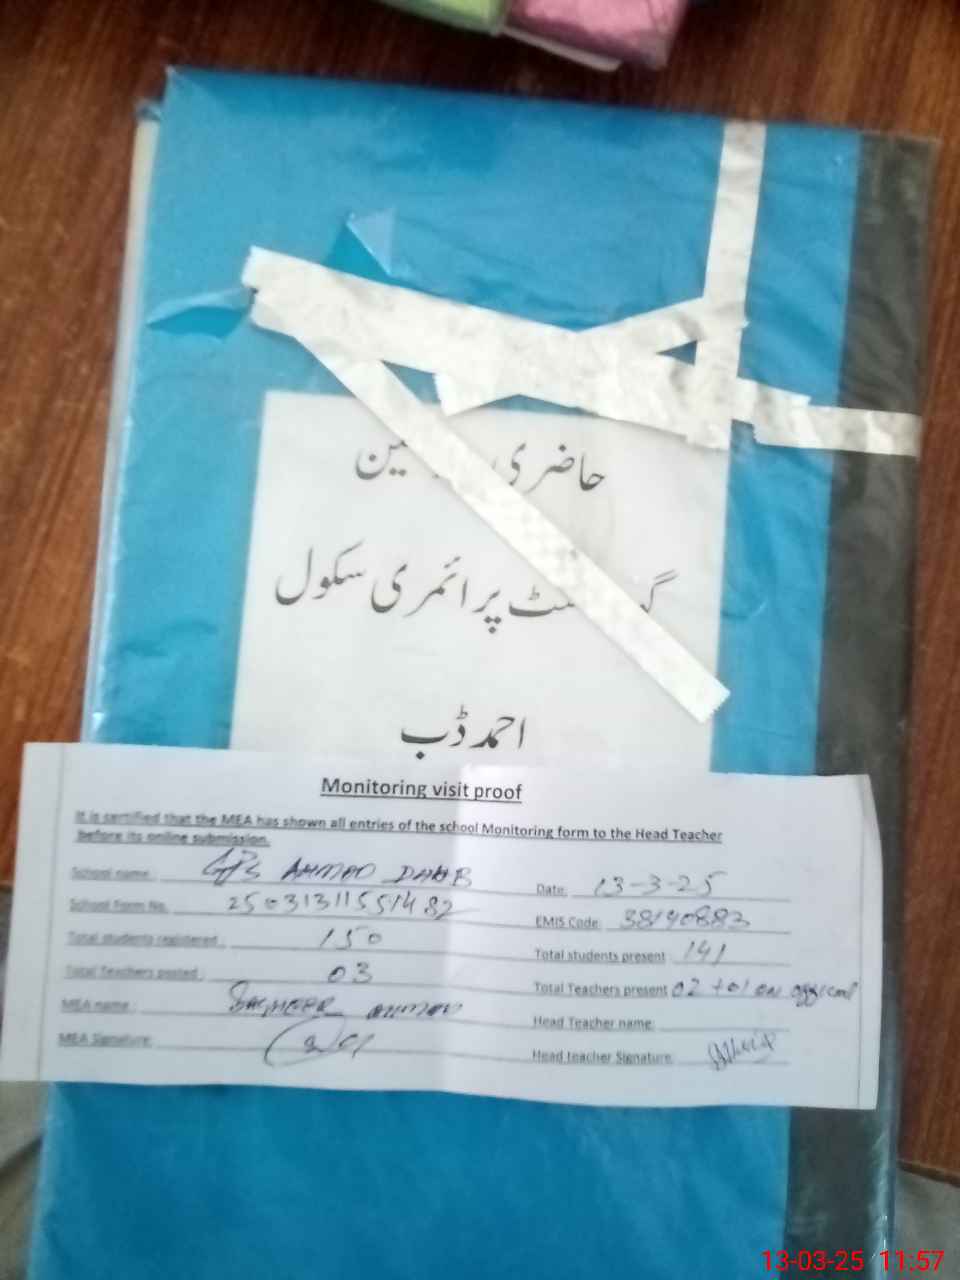 حاضری
پرائمری سکول
احمد ڈب
Monitoring visit proof
It is certified that the MEA has shown all entries of the school Monitoring form to the Head Teacher
before its online submission.
School name: GPS AHMAD DHAB Date: 13-3-25
School Form No. 25031311551482 EMIS Code: 38140883
Total students registered 150 Total students present 141
Total Teachers posted: 03 Total Teachers present 02 + 01 on official
MEA name: SAGHEER AHMAD Head Teacher name:
MEA Signature: Head teacher Signature:
13-03-25 11:57